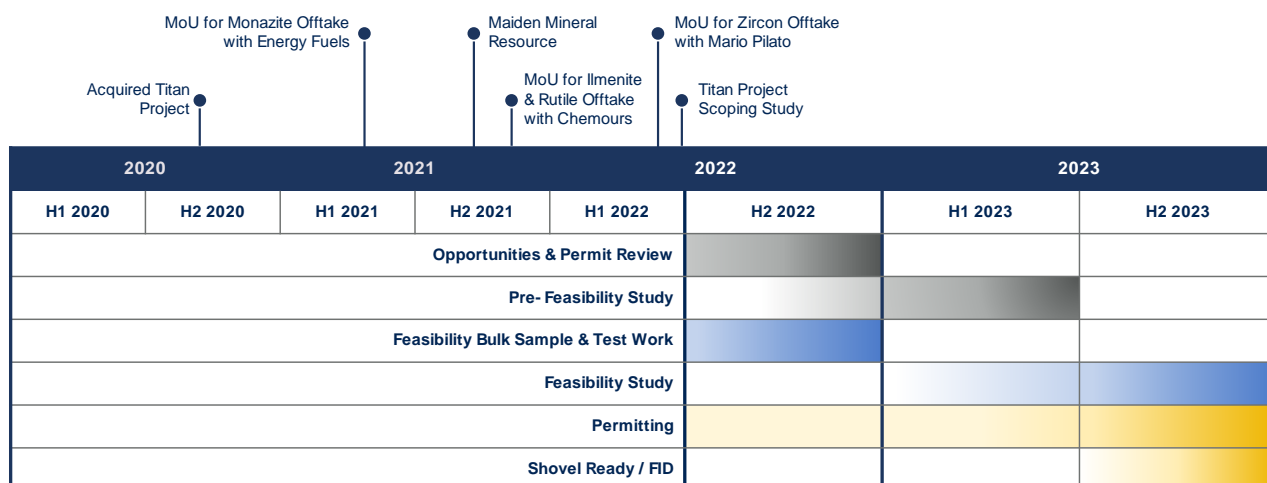 MoU for Monazite Offtake
with Energy Fuels
Maiden Mineral
Resource
MoU for Zircon Offtake
with Mario Pilato
Acquired Titan
Project
MoU for Ilmenite
& Rutile Offtake
with Chemours
Titan Project
Scoping Study
2020 2021 2022 2023
H1 2020 H2 2020 H1 2021 H2 2021 H1 2022 H2 2022 H1 2023 H2 2023
Opportunities & Permit Review
Pre- Feasibility Study
Feasibility Bulk Sample & Test Work
Feasibility Study
Permitting
Shovel Ready / FID